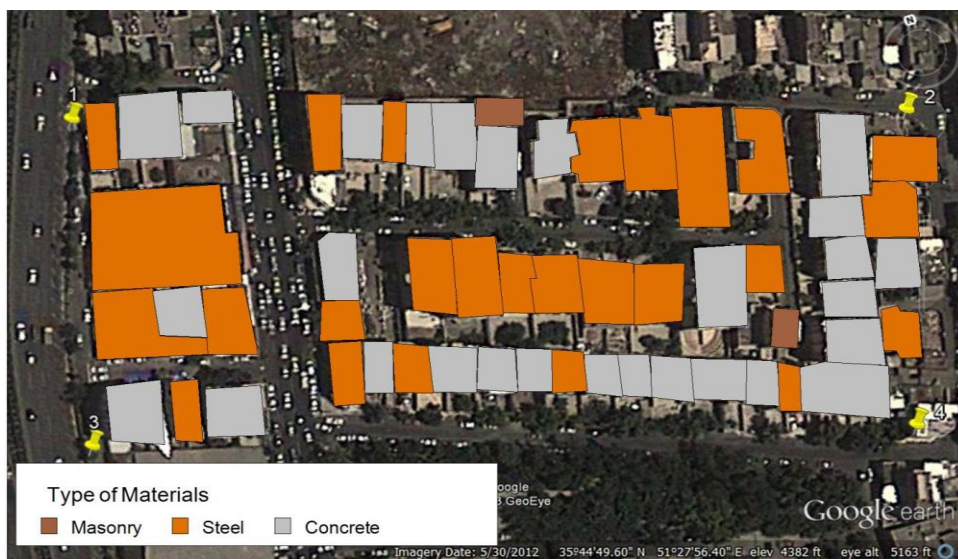 N
1
2
3
4
Type of Materials
Masonry Steel Concrete
oogle
GeoEye
Google earth
Imagery Date: 5/30/2012 35°44'49.60" N 51°27'56.40" E elev 4382 ft eye alt 5163 ft